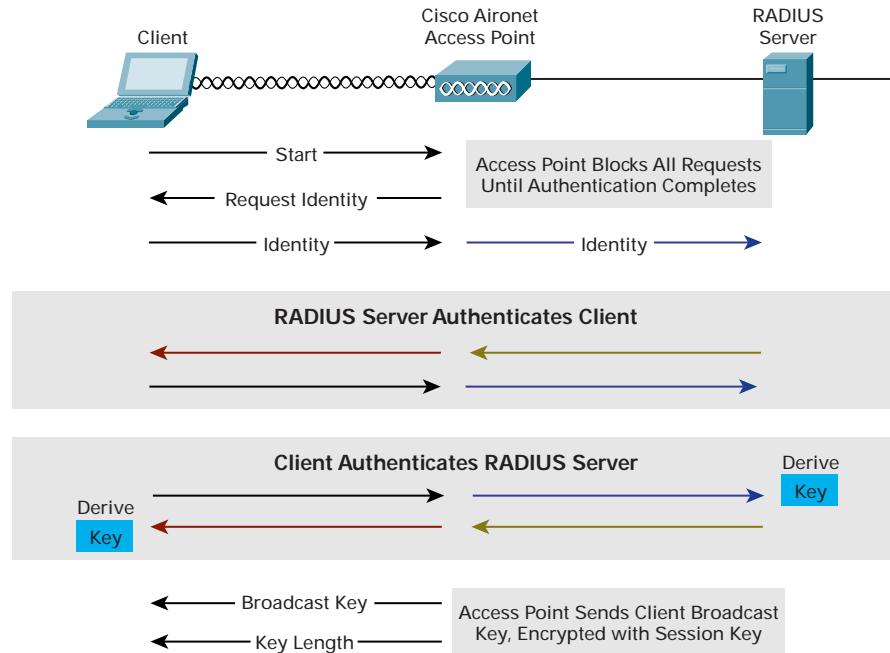 Client
Cisco Aironet
Access Point
RADIUS
Server
Start
Access Point Blocks All Requests
Until Authentication Completes
Request Identity
Identity
Identity
RADIUS Server Authenticates Client
Client Authenticates RADIUS Server
Derive
Key
Derive
Key
Broadcast Key
Access Point Sends Client Broadcast
Key, Encrypted with Session Key
Key Length